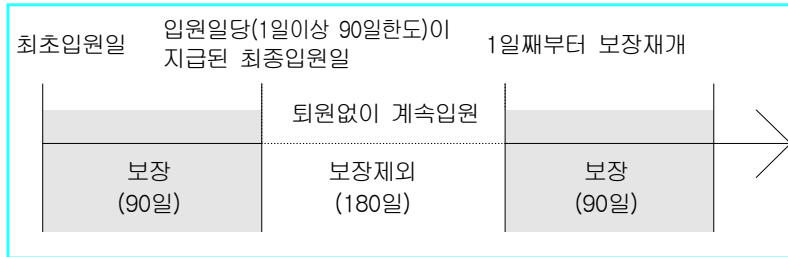 최초입원일
입원일당(1일이상 90일한도)이
지급된 최종입원일
1일째부터 보장재개
퇴원없이 계속입원
보장
(90일)
보장제외
(180일)
보장
(90일)